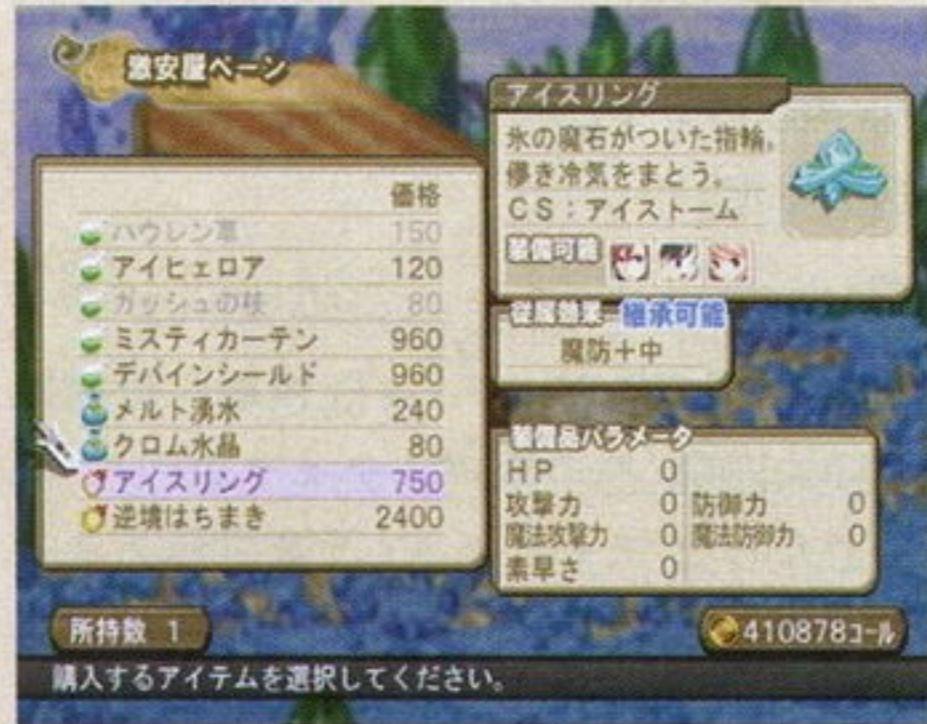 激安屋ペーン
価格
ハウレン草 150
アイヒェロア 120
ガッシュの枝 80
ミスティカーテン 960
デバインシールド 960
メルト湧水 240
クロム水晶 80
アイスリング 750
逆境はちまき 2400
アイスリング
氷の魔石がついた指輪。
儚き冷気をまとう。
CS:アイストーム
装備可能
従属効果 継承可能
魔防+中
装備品パラメータ
HP 0
攻撃力 0 防御力 0
魔法攻撃力 0 魔法防御力 0
素早さ 0
所持数 1
410878コール
購入するアイテムを選択してください。